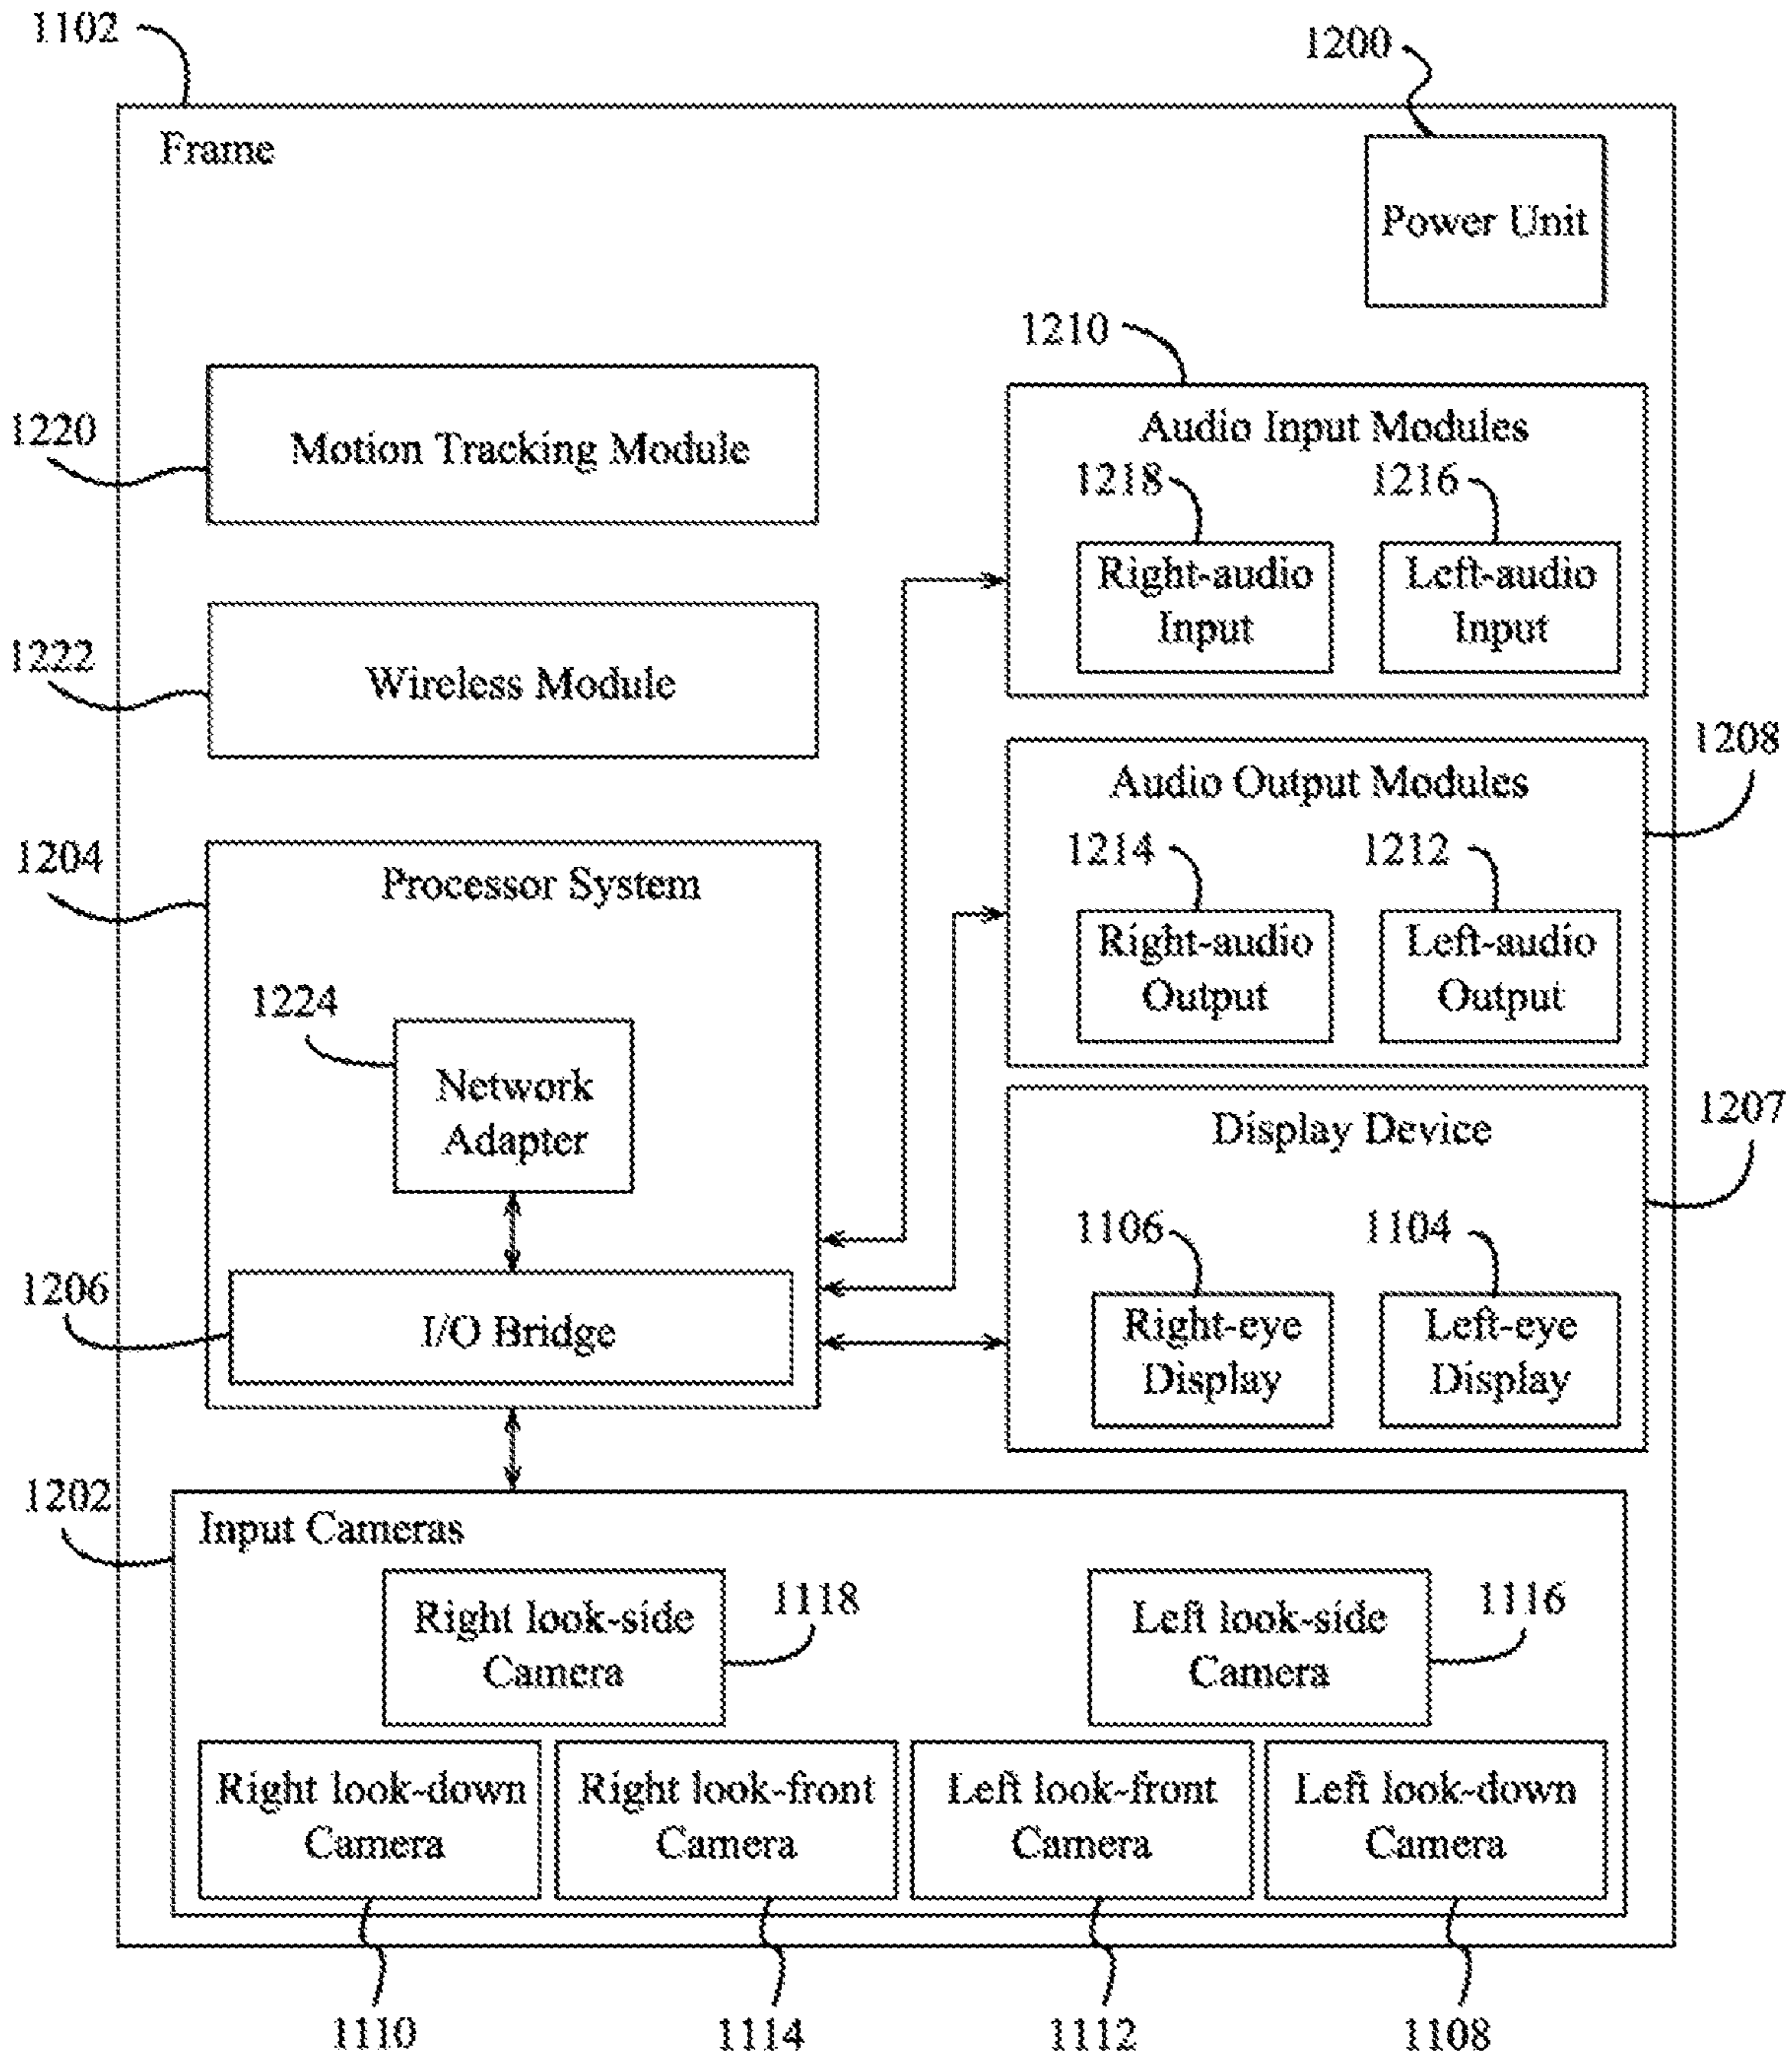 1102
1200
Frame
Power Unit
1210
1220
Motion Tracking Module
Audio Input Modules
1218
1216
Right-audio
Input
Left-audio
Input
1222
Wireless Module
1208
Audio Output Modules
1214
1212
Right-audio
Output
Left-audio
Output
1204
Processor System
1224
Network
Adapter
1207
Display Device
1106
1104
Right-eye
Display
Left-eye
Display
1206
I/O Bridge
1202
Input Cameras
Right look-side
Camera
1118
Left look-side
Camera
1116
Right look-down
Camera
Right look-front
Camera
Left look-front
Camera
Left look-down
Camera
1110
1114
1112
1108